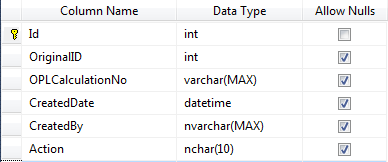 Column Name Data Type Allow Nulls
Id int
OriginalID int
OPLCalculationNo varchar(MAX)
CreatedDate datetime
CreatedBy nvarchar(MAX)
Action nchar(10)